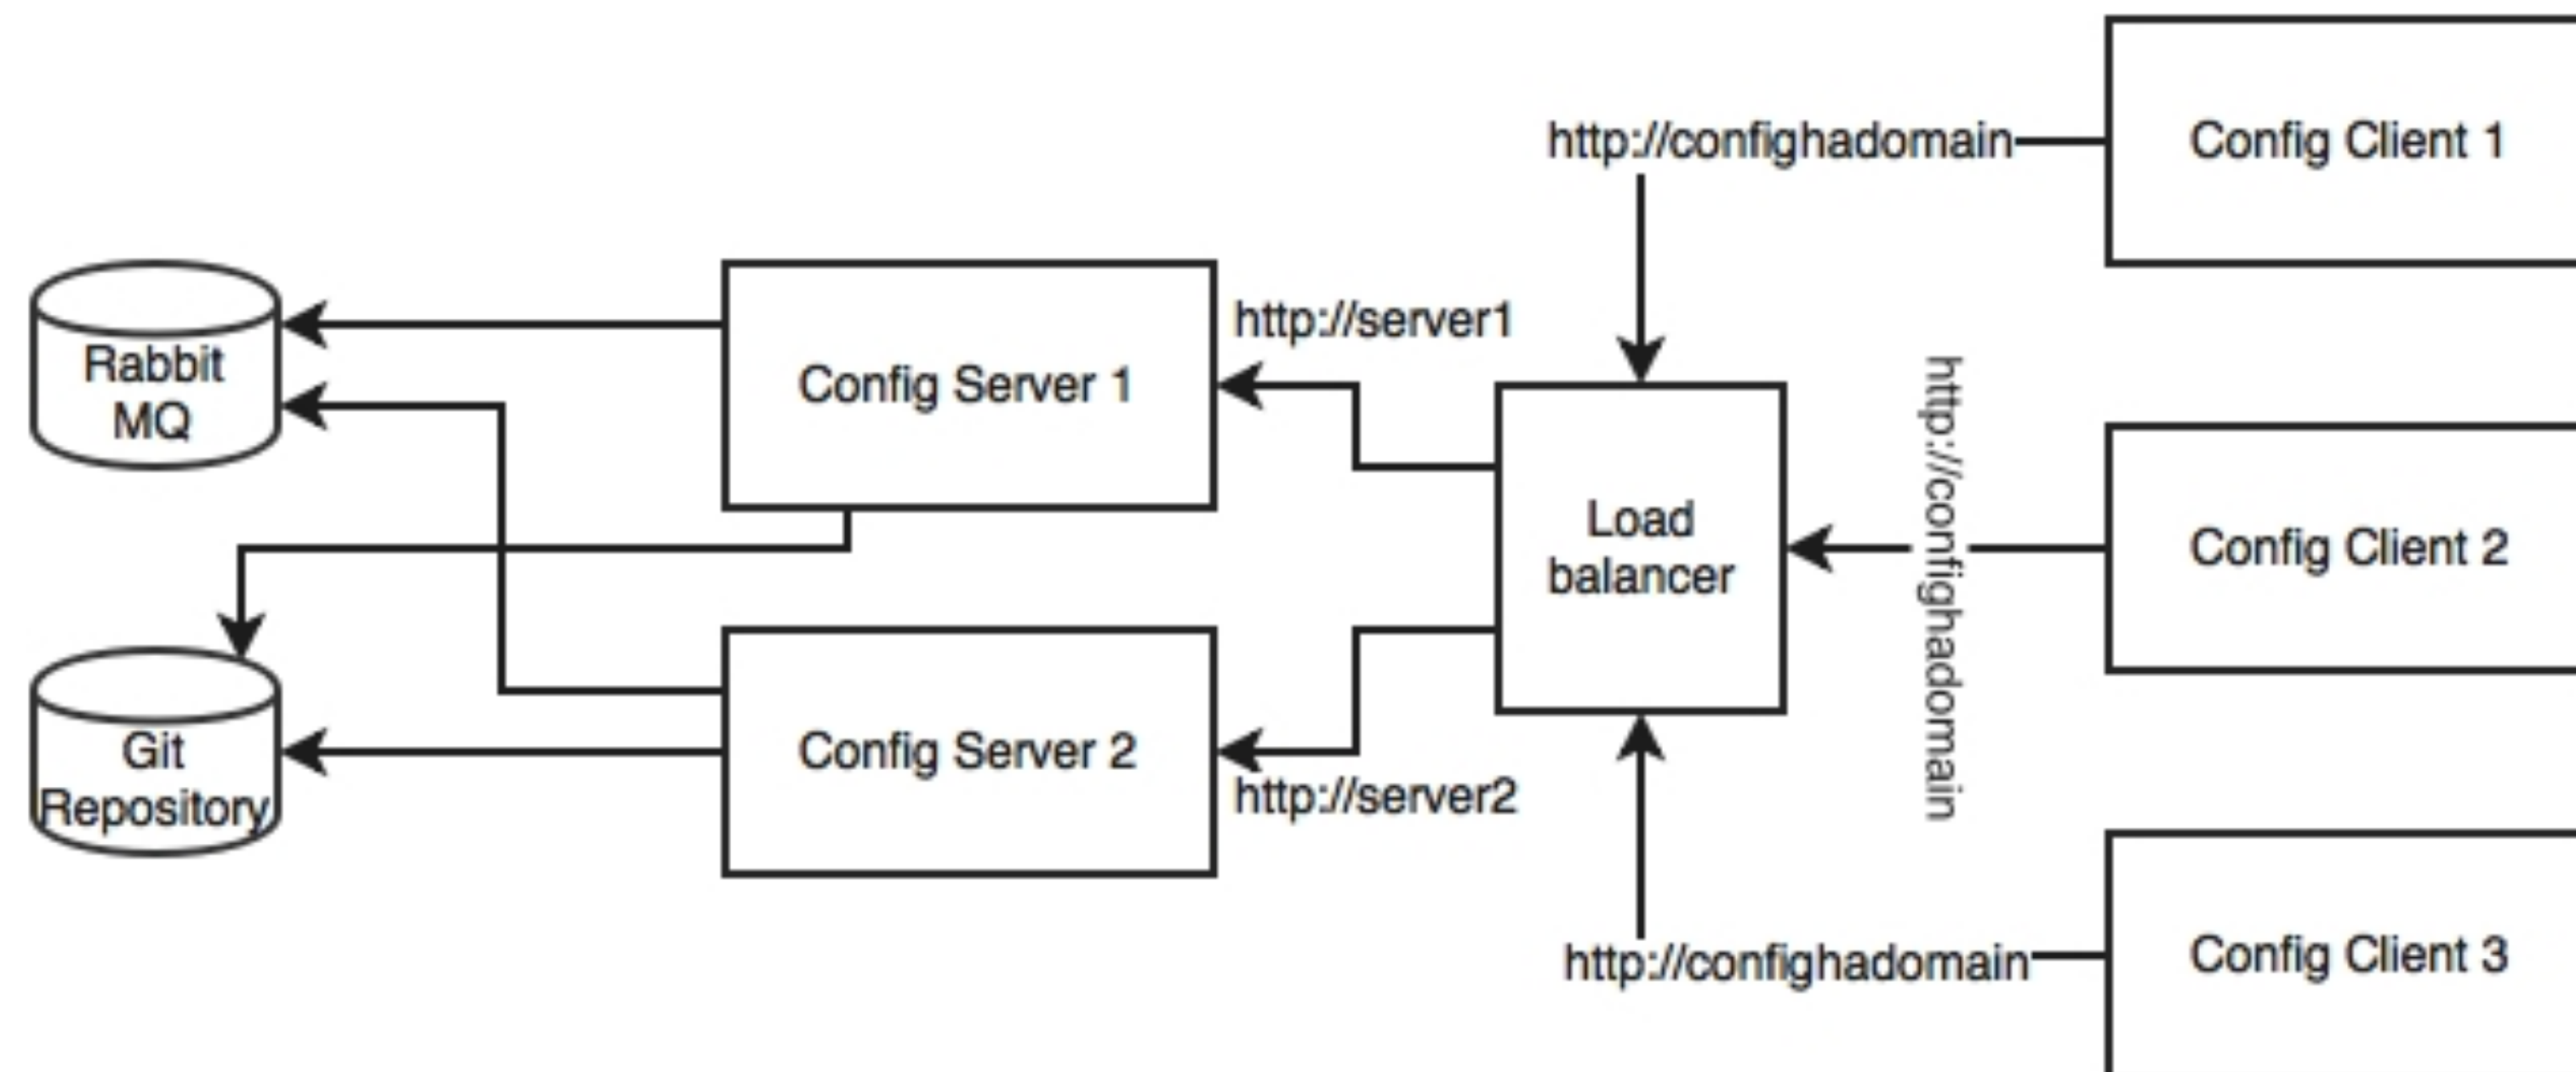 http://confighadomain
Config Client 1
Rabbit
MQ
Config Server 1
http://server1
Load
balancer
http://confighadomain
Config Client 2
Git
Repository
Config Server 2
http://server2
http://confighadomain
Config Client 3